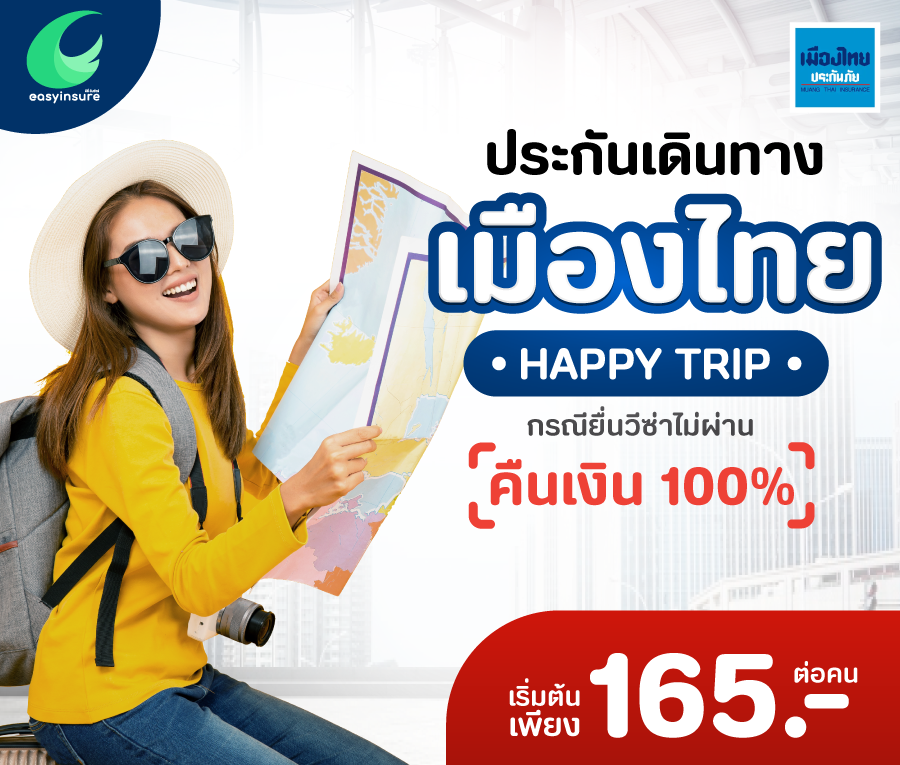 easyinsure
เมืองไทย
ประกันภัย
MUANG THAI INSURANCE
ประกันเดินทาง
เมืองไทย
• HAPPY TRIP •
กรณียื่นวีซ่าไม่ผ่าน
คืนเงิน 100%
เริ่มต้น
เพียง
165.-
ต่อคน